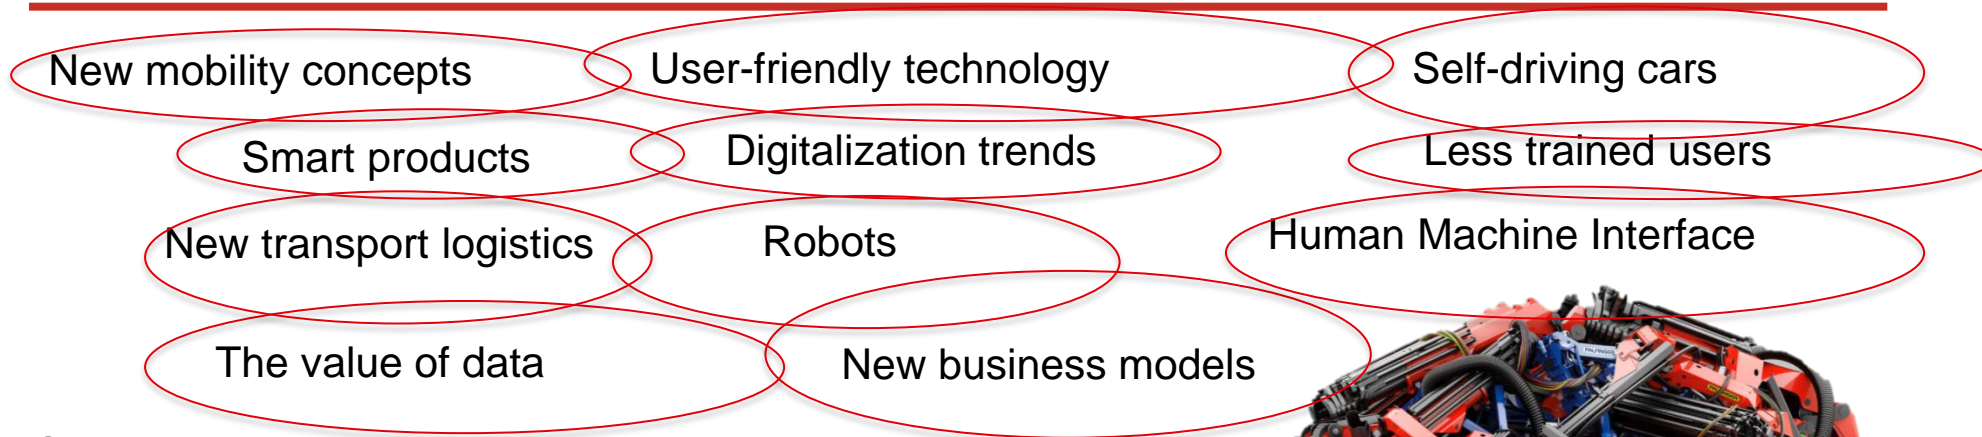 New mobility concepts
User-friendly technology
Self-driving cars
Smart products
Digitalization trends
Less trained users
New transport logistics
Robots
Human Machine Interface
The value of data
New business models
PALFINGER